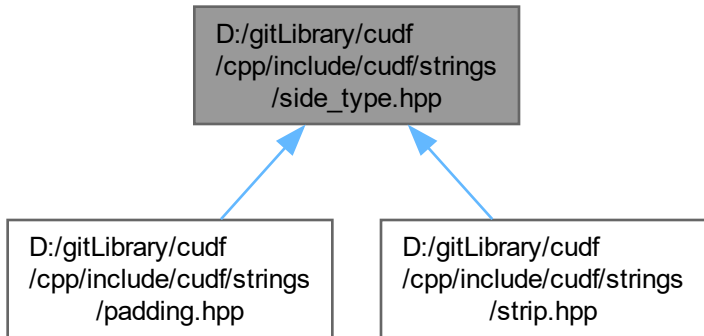 D:/gitLibrary/cudf
/cpp/include/cudf/strings
/side_type.hpp
D:/gitLibrary/cudf
/cpp/include/cudf/strings
/padding.hpp
D:/gitLibrary/cudf
/cpp/include/cudf/strings
/strip.hpp